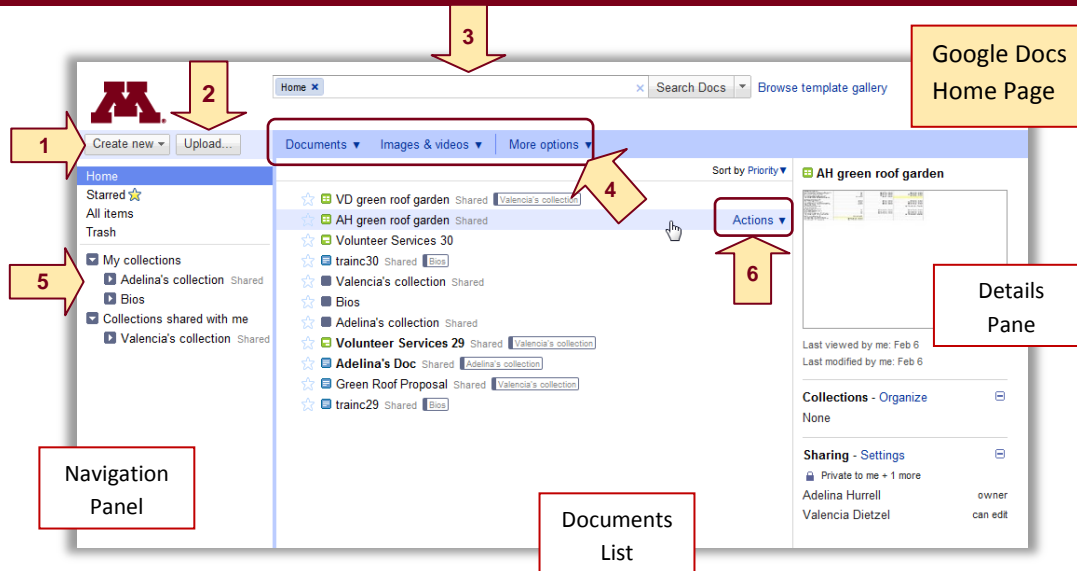 3
Google Docs
Home Page
Home ×
× Search Docs Browse template gallery
M
2
1
Create new Upload...
Documents Images & videos More options
4
Home
Starred
All items
Trash
5
My collections
Adelina's collection Shared
Bios
Collections shared with me
Valencia's collection Shared
Sort by Priority
VD green roof garden Shared Valencia's collection
AH green roof garden Shared
Actions
6
Volunteer Services 30
trainc30 Shared Bios
Valencia's collection Shared
Bios
Adelina's collection Shared
Volunteer Services 29 Shared Valencia's collection
Adelina's Doc Shared Adelina's collection
Green Roof Proposal Shared Valencia's collection
trainc29 Shared Bios
AH green roof garden
Details
Pane
Last viewed by me: Feb 6
Last modified by me: Feb 6
Collections - Organize
None
Sharing - Settings
Private to me + 1 more
Adelina Hurrell owner
Valencia Dietzel can edit
Navigation
Panel
Documents
List